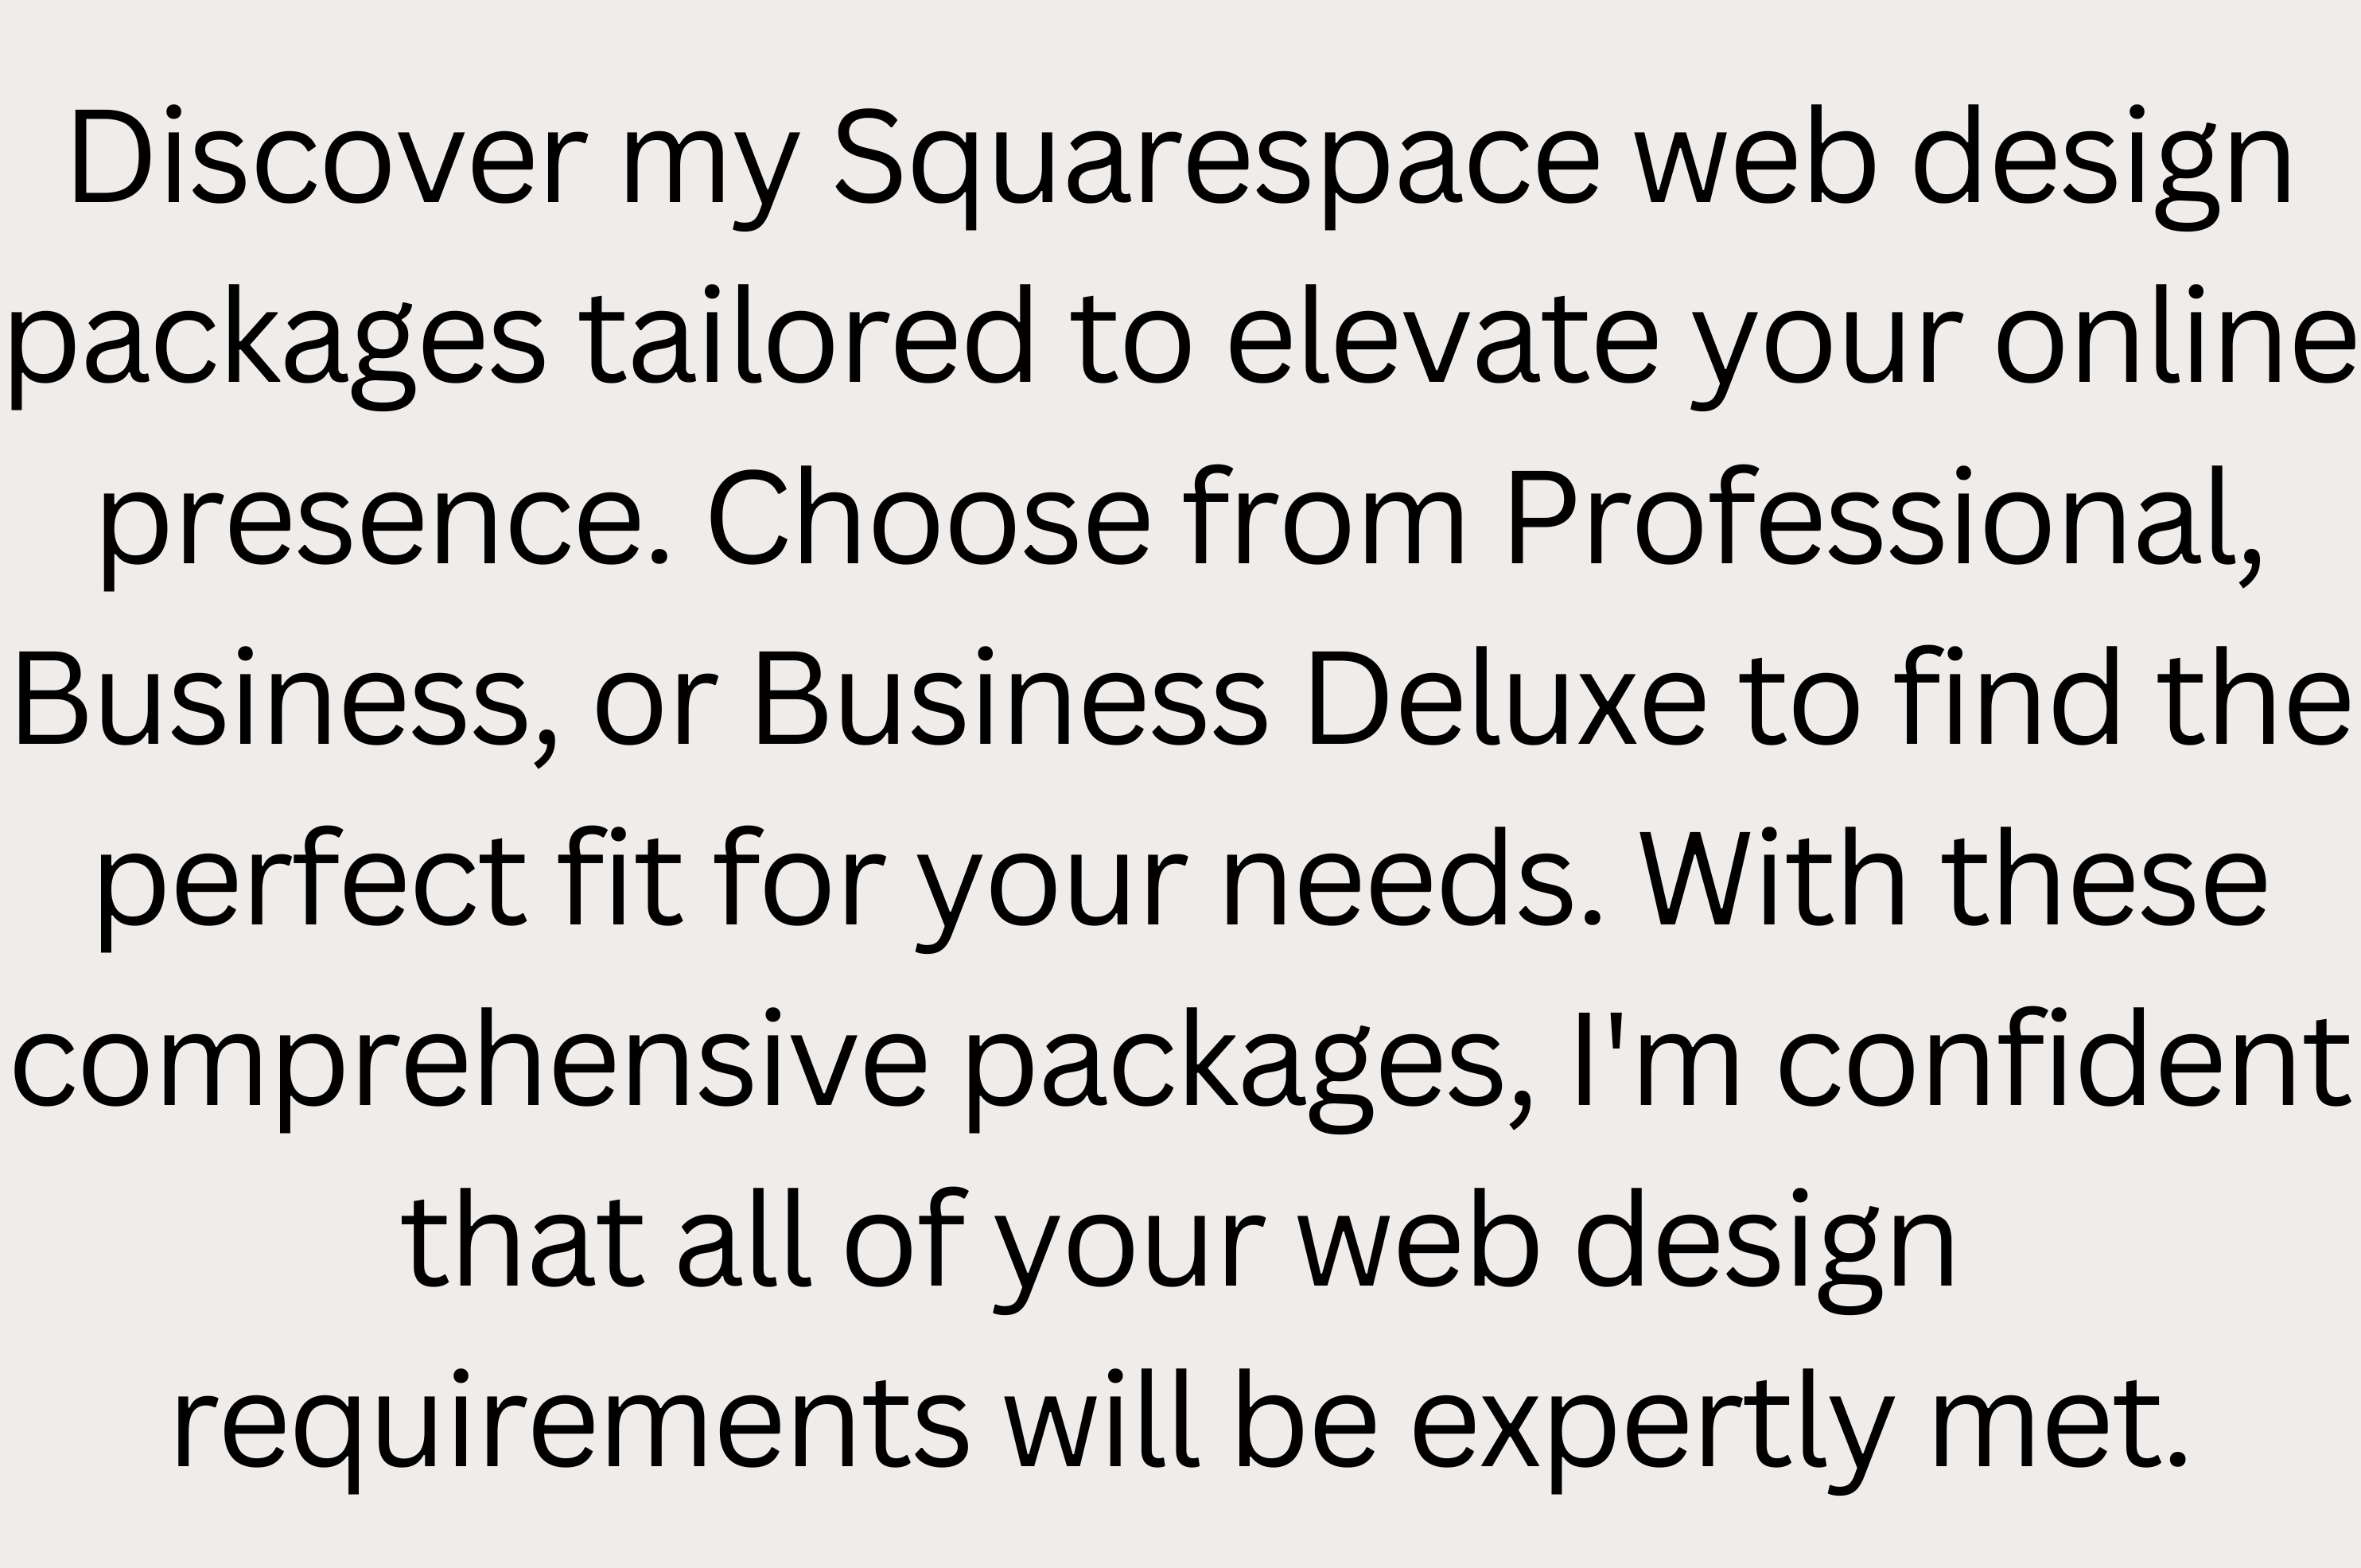 Discover my Squarespace web design
packages tailored to elevate your online
presence. Choose from Professional,
Business, or Business Deluxe to find the
perfect fit for your needs. With these
comprehensive packages, I'm confident
that all of your web design
requirements will be expertly met.